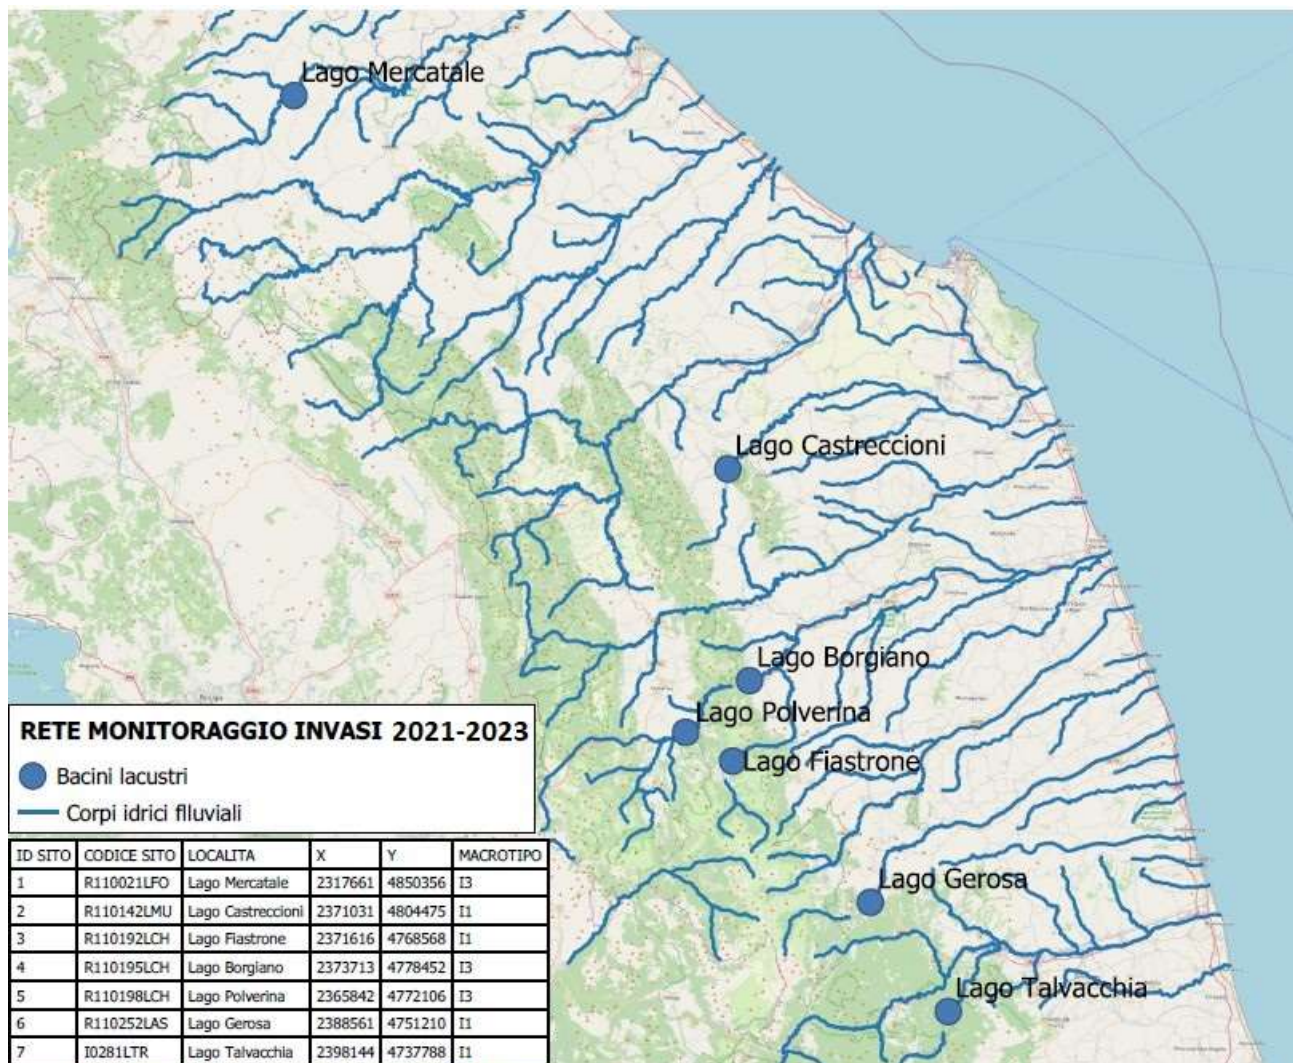 Lago Mercatale
Lago Castreccioni
Lago Borgiano
Lago Polverina
Lago Fiastrone
Lago Gerosa
Lago Talvacchia
RETE MONITORAGGIO INVASI 2021-2023
Bacini lacustri
Corpi idrici flluviali
ID SITO CODICE SITO LOCALITA X Y MACROTIPO
1 R110021LFO Lago Mercatale 2317661 4850356 I3
2 R110142LMU Lago Castreccioni 2371031 4804475 I1
3 R110192LCH Lago Fiastrone 2371616 4768568 I1
4 R110195LCH Lago Borgiano 2373713 4778452 I3
5 R110198LCH Lago Polverina 2365842 4772106 I3
6 R110252LAS Lago Gerosa 2388561 4751210 I1
7 I0281LTR Lago Talvacchia 2398144 4737788 I1